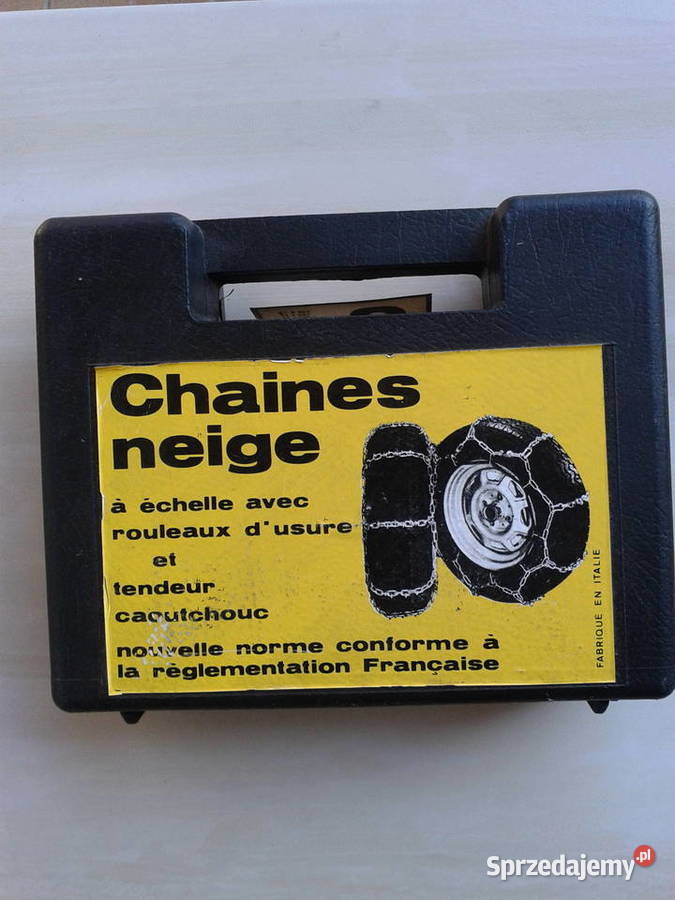 Chaines
neige
à échelle avec
rouleaux d'usure
et
tendeur
caoutchouc
nouvelle norme conforme à
la règlementation Française
FABRIQUE EN ITALIE
Sprzedajemy.pl